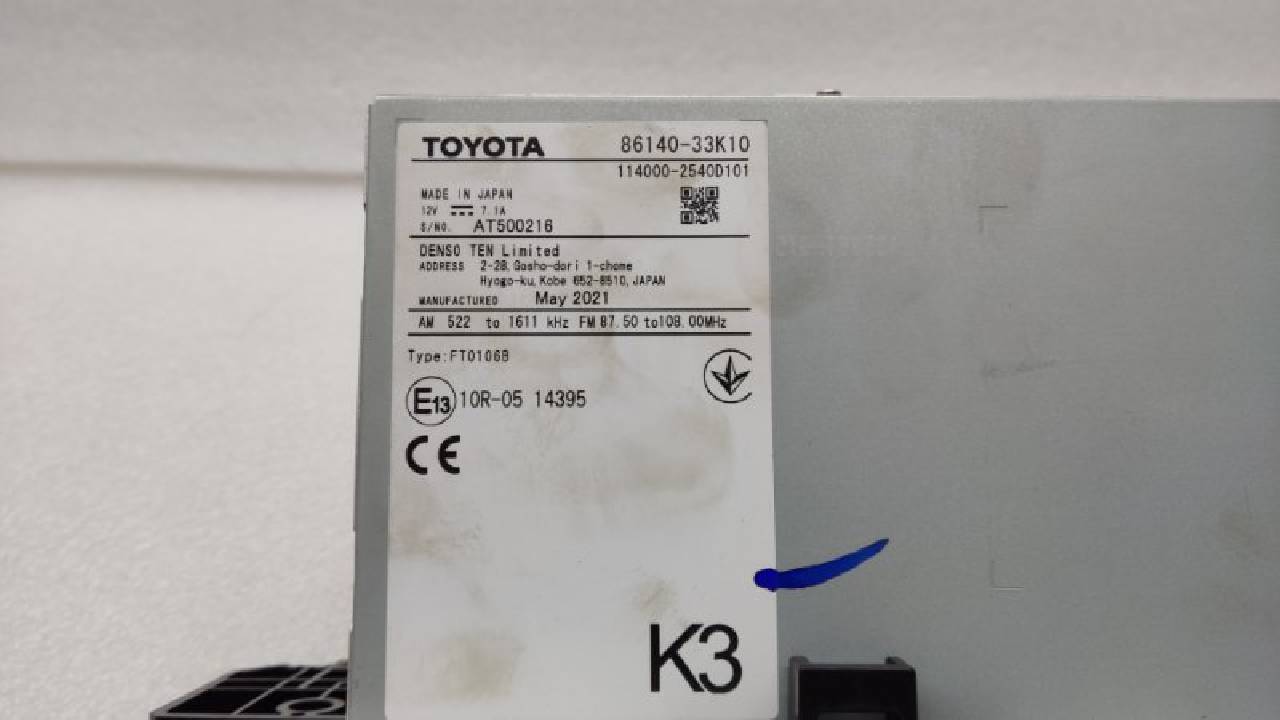 TOYOTA 86140-33K10
114000-2540D101
MADE IN JAPAN
12V 7.1A
S/NO. AT500216
DENSO TEN Limited
ADDRESS 2-28, Gosho-dori 1-chome
Hyogo-ku, Kobe 652-8510, JAPAN
MANUFACTURED May 2021
AM 522 to 1611 kHz FM 87.50 to108.00MHz
Type:FT0106B
E13 10R-05 14395
CE
K3